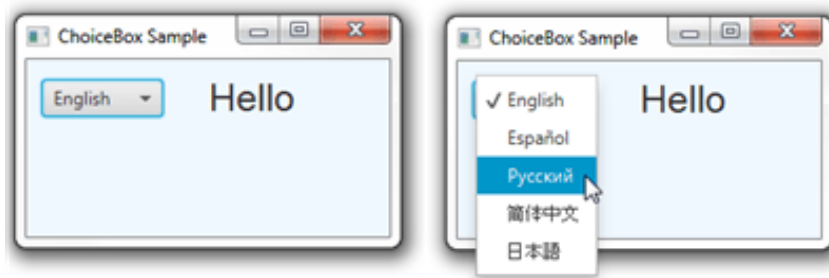 ChoiceBox Sample
English
Hello
ChoiceBox Sample
English
Hello
Español
Русский
简体中文
日本語